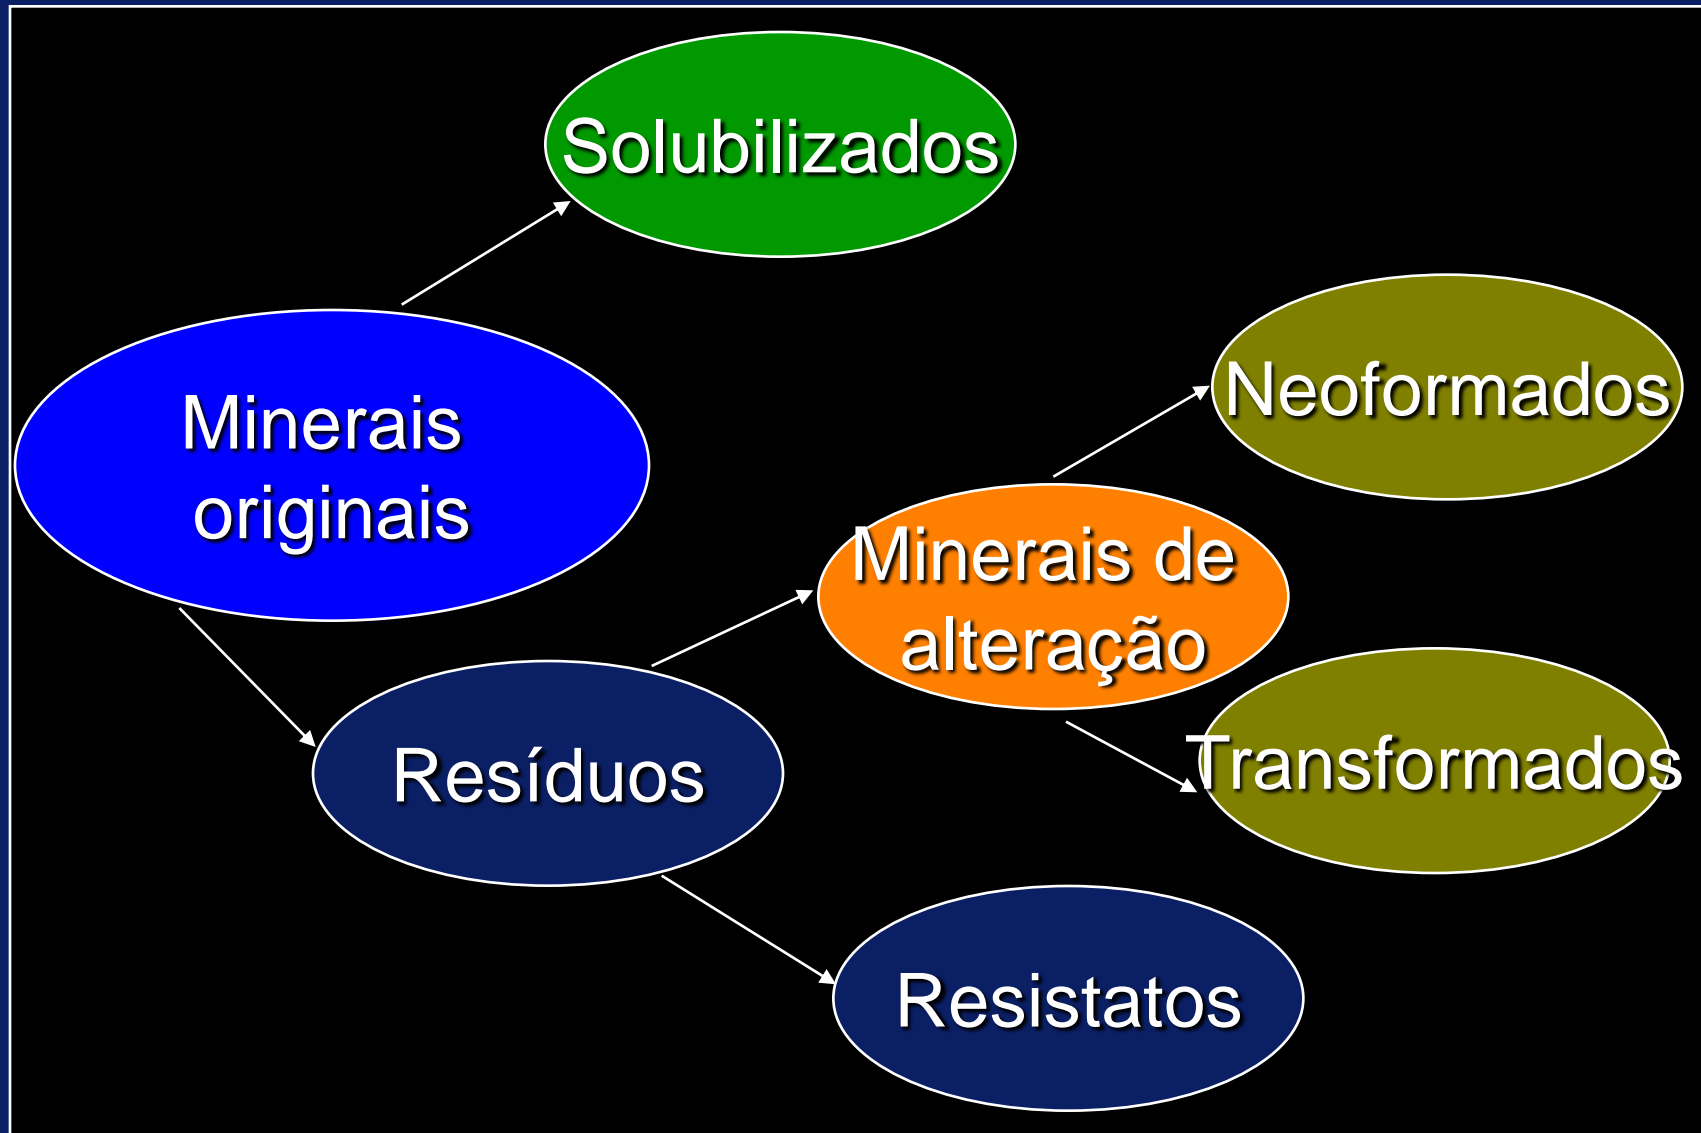 Solubilizados
Minerais
originais
Neoformados
Minerais de
alteração
Transformados
Resíduos
Resistatos